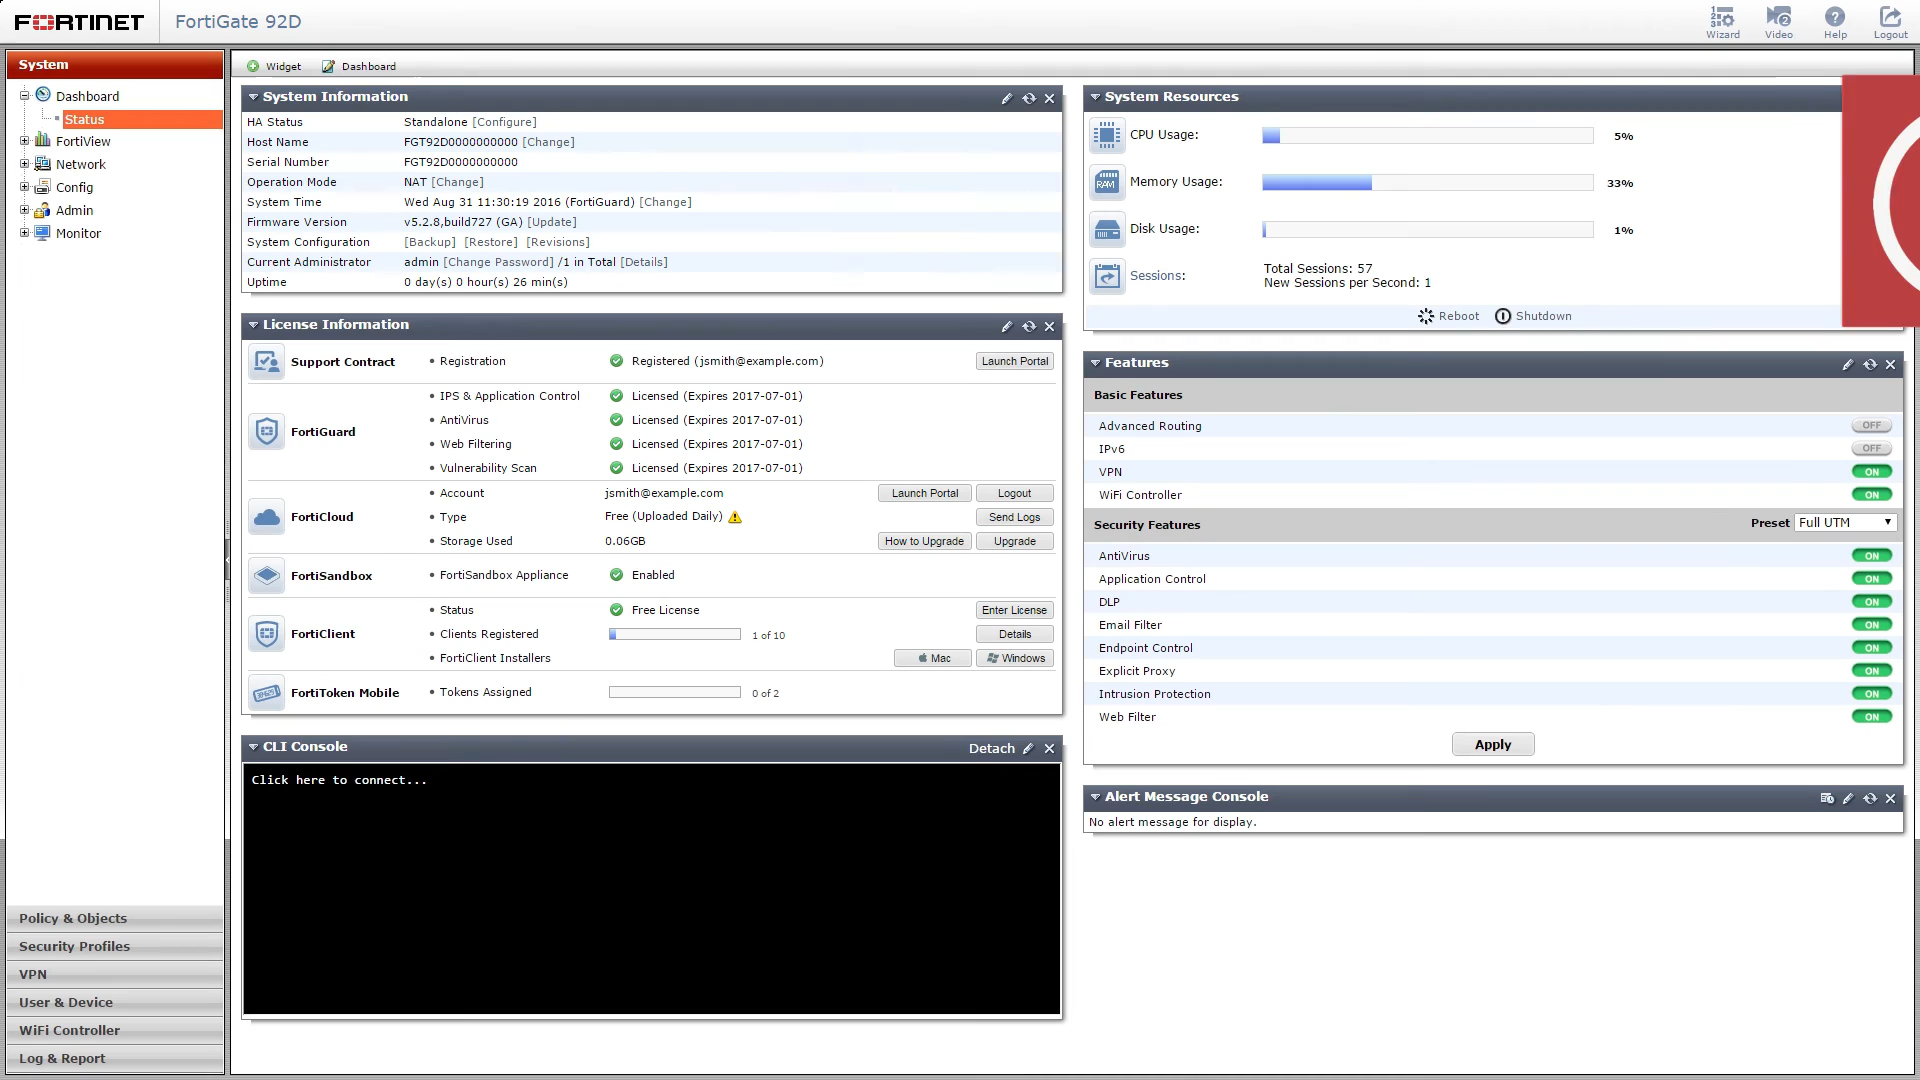 FORTINET FortiGate 92D
Wizard Video Help Logout
System
Dashboard
Status
FortiView
Network
Config
Admin
Monitor
Policy & Objects
Security Profiles
VPN
User & Device
WiFi Controller
Log & Report
Widget Dashboard
System Information
HA Status Standalone [Configure]
Host Name FGT92D0000000000 [Change]
Serial Number FGT92D0000000000
Operation Mode NAT [Change]
System Time Wed Aug 31 11:30:19 2016 (FortiGuard) [Change]
Firmware Version v5.2.8,build727 (GA) [Update]
System Configuration [Backup] [Restore] [Revisions]
Current Administrator admin [Change Password] /1 in Total [Details]
Uptime 0 day(s) 0 hour(s) 26 min(s)
License Information
Support Contract • Registration Registered (jsmith@example.com) Launch Portal
FortiGuard
• IPS & Application Control Licensed (Expires 2017-07-01)
• AntiVirus Licensed (Expires 2017-07-01)
• Web Filtering Licensed (Expires 2017-07-01)
• Vulnerability Scan Licensed (Expires 2017-07-01)
FortiCloud
• Account jsmith@example.com Launch Portal Logout
• Type Free (Uploaded Daily) Send Logs
• Storage Used 0.06GB How to Upgrade Upgrade
FortiSandbox • FortiSandbox Appliance Enabled
FortiClient
• Status Free License Enter License
• Clients Registered 1 of 10 Details
• FortiClient Installers Mac Windows
FortiToken Mobile • Tokens Assigned 0 of 2
CLI Console Detach
Click here to connect...
System Resources
CPU Usage: 5%
RAM Memory Usage: 33%
Disk Usage: 1%
Sessions: Total Sessions: 57
New Sessions per Second: 1
Reboot Shutdown
Features
Basic Features
Advanced Routing OFF
IPv6 OFF
VPN ON
WiFi Controller ON
Security Features Preset Full UTM
AntiVirus ON
Application Control ON
DLP ON
Email Filter ON
Endpoint Control ON
Explicit Proxy ON
Intrusion Protection ON
Web Filter ON
Apply
Alert Message Console
No alert message for display.